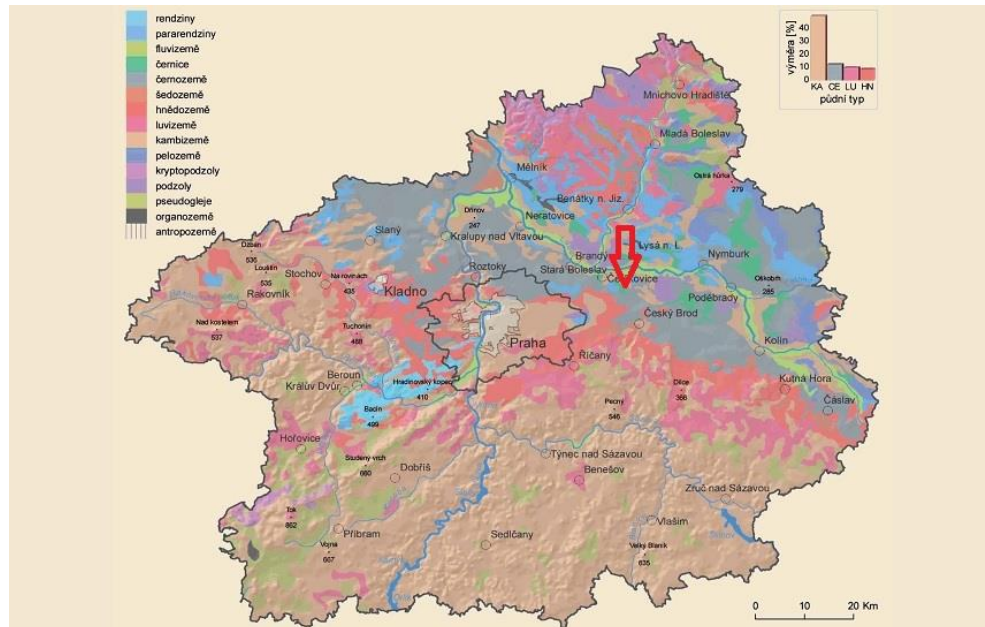 rendziny
pararendziny
fluvizemě
černice
černozemě
šedozemě
hnědozemě
luvizemě
kambizemě
pelozemě
kryptopodzoly
podzoly
pseudogleje
organozemě
antropozemě
výměra [%]
40
30
20
10
0
KA CE LU HN
půdní typ
Mnichovo Hradiště
Mladá Boleslav
Ostrá hůrka
279
Mělník
Benátky n. Jiz.
Dřínov
247
Neratovice
Slaný
Kralupy nad Vltavou
Lysá n. L.
Brandý
Stará Boleslav
Nymburk
Roztoky
Oškobrh
285
Poděbrady
Džbán
536
Louštín
535
Stochov
Na rovinách
435
Kladno
Rakovník
Český Brod
Nad kostelem
537
Tuchonín
488
Praha
Kolín
Říčany
Beroun
Králův Dvůr
Hradinovský kopec
410
Dílce
366
Kutná Hora
Čáslav
Bacín
499
Pecný
546
Hořovice
Studený vrch
660
Týnec nad Sázavou
Dobříš
Benešov
Zruč nad Sázavou
Tok
862
Příbram
Vlašim
Vojna
667
Sedlčany
Velký Blaník
635
0 10 20 Km